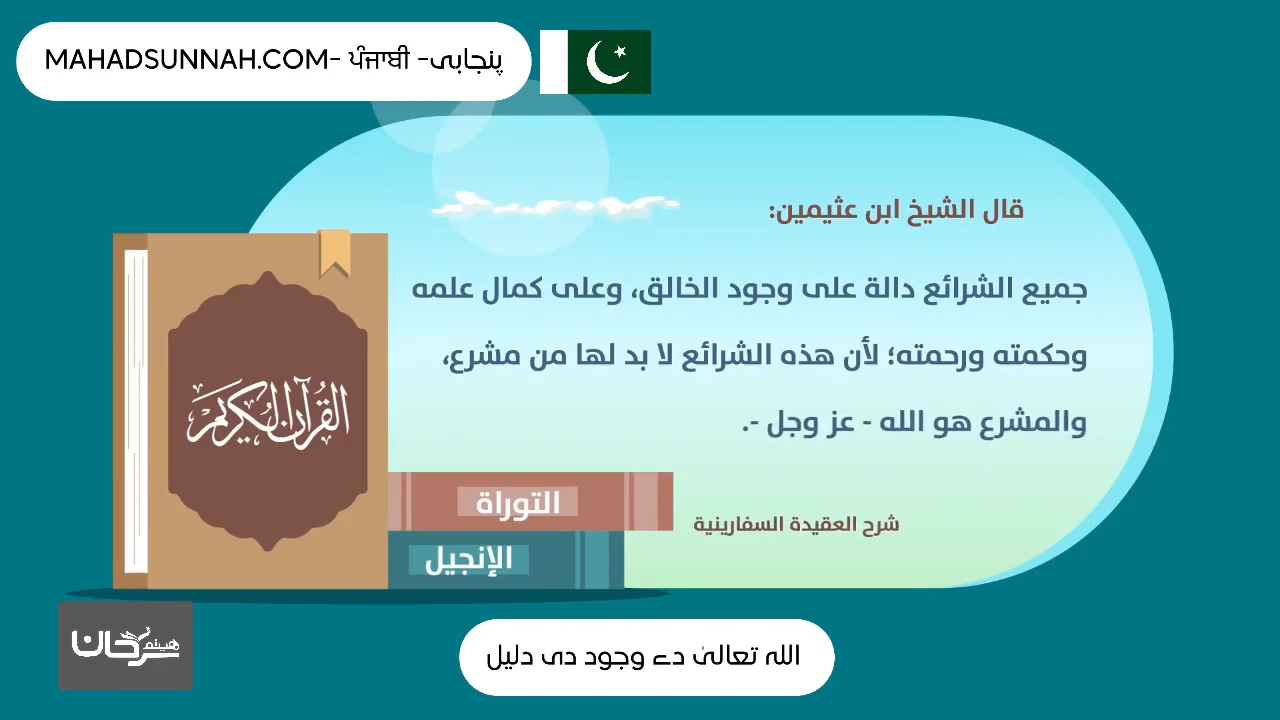 MAHADSUNNAH.COM- ਪੰਜਾਬੀ -پنجابی
قال الشيخ ابن عثيمين:
جميع الشرائع دالة على وجود الخالق، وعلى كمال علمه
وحكمته ورحمته؛ لأن هذه الشرائع لا بد لها من مشرع،
والمشرع هو الله - عز وجل -.
القرآن الكريم
التوراة
شرح العقيدة السفارينية
الإنجيل
هيثم سرحان
الله تعالیٰ دے وجود دی دلیل